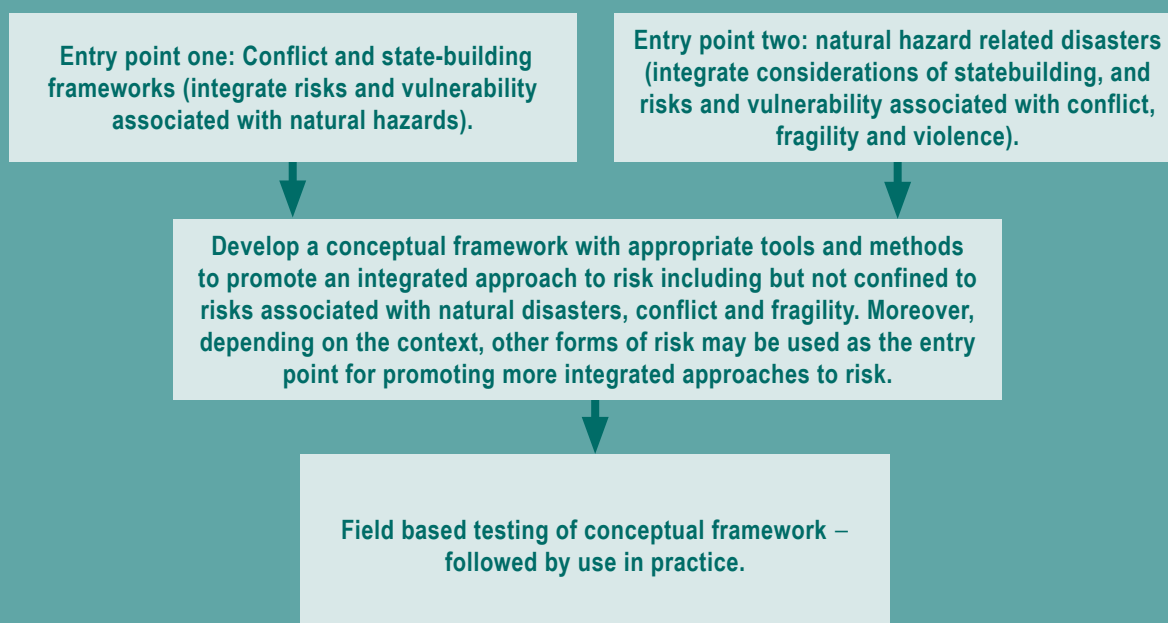 Entry point one: Conflict and state-building
frameworks (integrate risks and vulnerability
associated with natural hazards).
Entry point two: natural hazard related disasters
(integrate considerations of statebuilding, and
risks and vulnerability associated with conflict,
fragility and violence).
Develop a conceptual framework with appropriate tools and methods
to promote an integrated approach to risk including but not confined to
risks associated with natural disasters, conflict and fragility. Moreover,
depending on the context, other forms of risk may be used as the entry
point for promoting more integrated approaches to risk.
Field based testing of conceptual framework –
followed by use in practice.